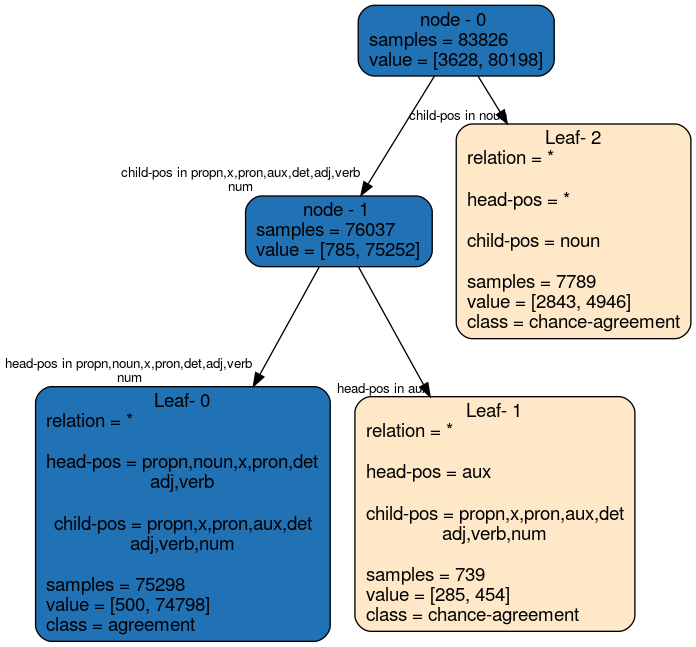 node - 0
samples = 83826
value = [3628, 80198]
child-pos in noun
Leaf- 2
relation = *
head-pos = *
child-pos = noun
samples = 7789
value = [2843, 4946]
class = chance-agreement
child-pos in propn,x,pron,aux,det,adj,verb
num
node - 1
samples = 76037
value = [785, 75252]
head-pos in propn,noun,x,pron,det,adj,verb
num
Leaf- 0
relation = *
head-pos = propn,noun,x,pron,det
adj,verb
child-pos = propn,x,pron,aux,det
adj,verb,num
samples = 75298
value = [500, 74798]
class = agreement
head-pos in aux
Leaf- 1
relation = *
head-pos = aux
child-pos = propn,x,pron,aux,det
adj,verb,num
samples = 739
value = [285, 454]
class = chance-agreement